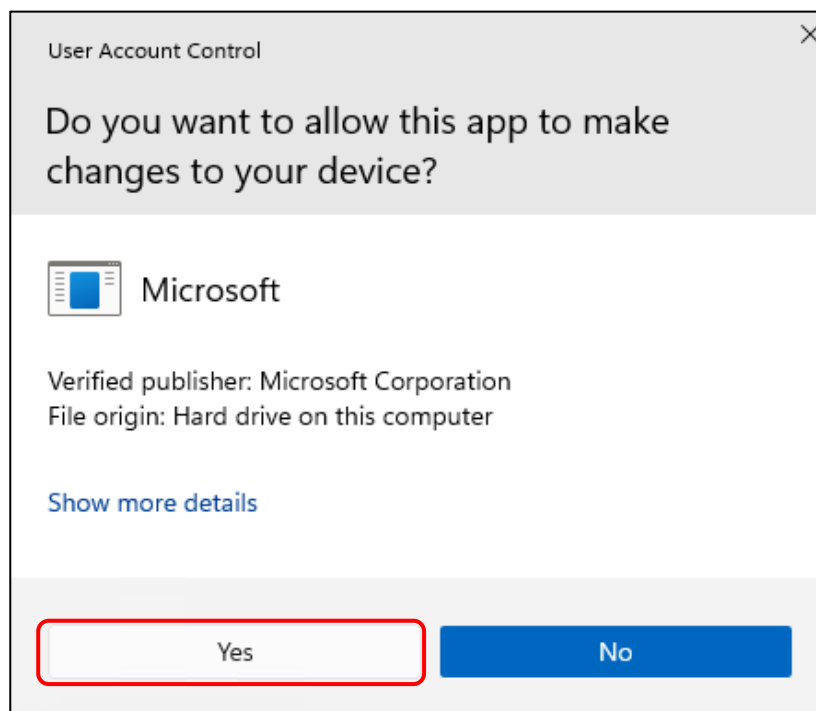 User Account Control
Do you want to allow this app to make
changes to your device?
Microsoft
Verified publisher: Microsoft Corporation
File origin: Hard drive on this computer
Show more details
Yes
No